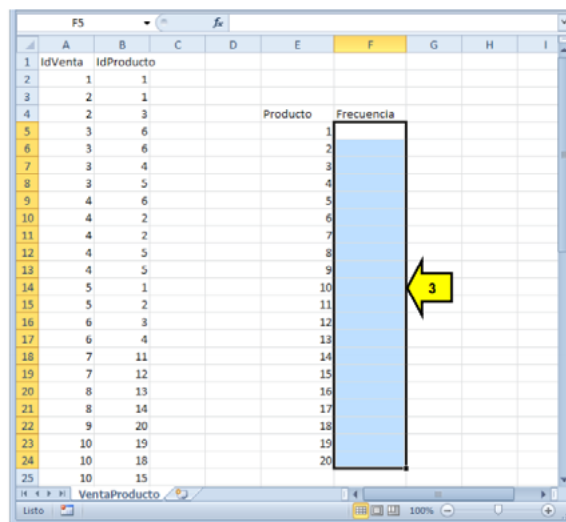 F5 fx
A B C D E F G H I
1 IdVenta IdProducto
2 1 1
3 2 1
4 2 3 Producto Frecuencia
5 3 6 1
6 3 6 2
7 3 4 3
8 3 5 4
9 4 6 5
10 4 2 6
11 4 2 7
12 4 5 8
13 4 5 9
14 5 1 10 3
15 5 2 11
16 6 3 12
17 6 4 13
18 7 11 14
19 7 12 15
20 8 13 16
21 8 14 17
22 9 20 18
23 10 19 19
24 10 18 20
25 10 15
VentaProducto
Listo 100%